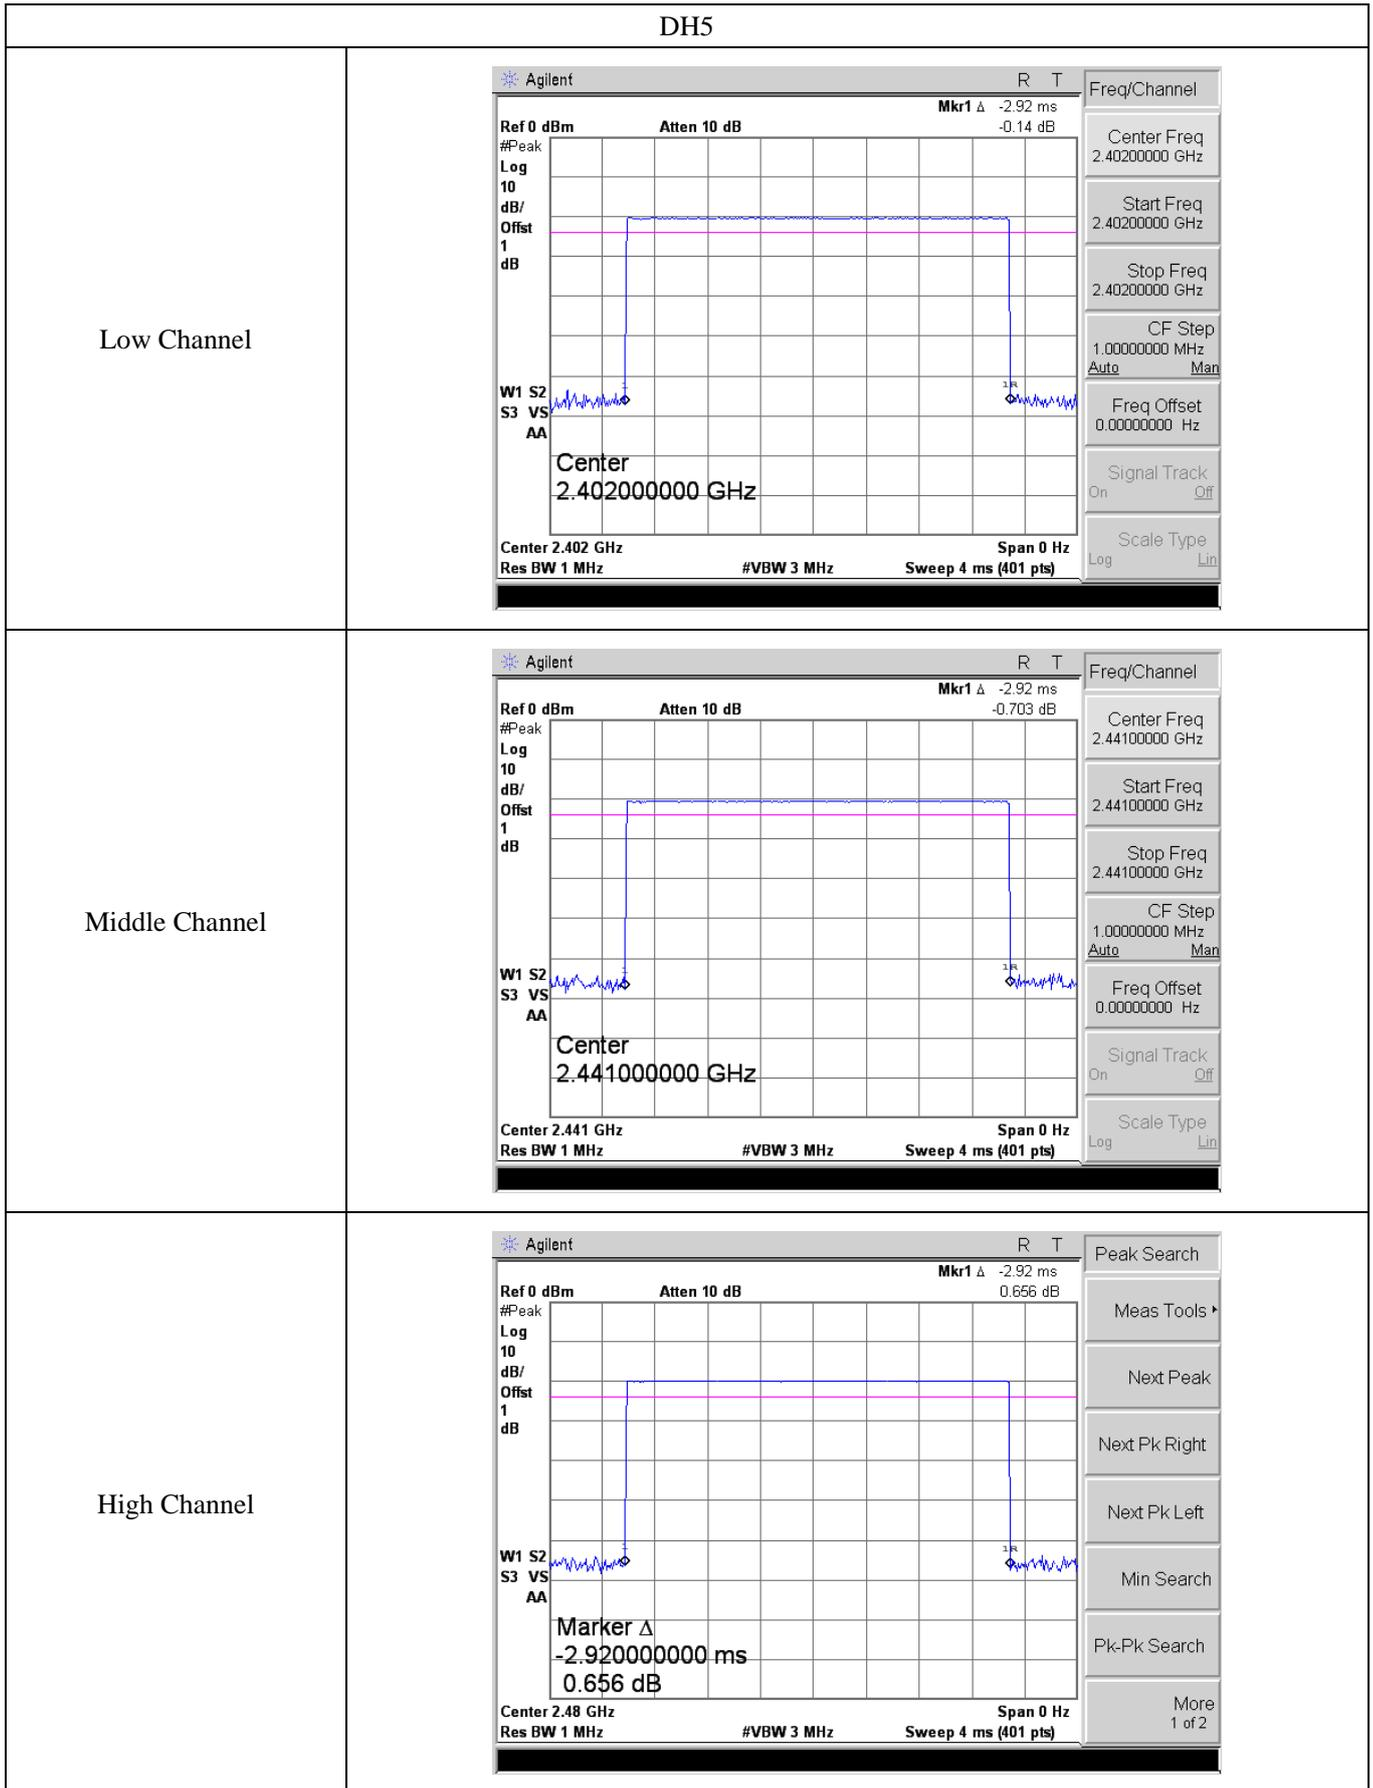 DH5
Low Channel
Agilent R T
Mkr1 Δ -2.92 ms
Ref 0 dBm Atten 10 dB -0.14 dB
#Peak
Log
10
dB/
Offst
1
dB
1
1R
W1 S2
S3 VS
AA
Center
2.402000000 GHz
Center 2.402 GHz Span 0 Hz
Res BW 1 MHz #VBW 3 MHz Sweep 4 ms (401 pts)
Freq/Channel
Center Freq
2.40200000 GHz
Start Freq
2.40200000 GHz
Stop Freq
2.40200000 GHz
CF Step
1.00000000 MHz
Auto Man
Freq Offset
0.00000000 Hz
Signal Track
On Off
Scale Type
Log Lin
Middle Channel
Agilent R T
Mkr1 Δ -2.92 ms
Ref 0 dBm Atten 10 dB -0.703 dB
#Peak
Log
10
dB/
Offst
1
dB
1
1R
W1 S2
S3 VS
AA
Center
2.441000000 GHz
Center 2.441 GHz Span 0 Hz
Res BW 1 MHz #VBW 3 MHz Sweep 4 ms (401 pts)
Freq/Channel
Center Freq
2.44100000 GHz
Start Freq
2.44100000 GHz
Stop Freq
2.44100000 GHz
CF Step
1.00000000 MHz
Auto Man
Freq Offset
0.00000000 Hz
Signal Track
On Off
Scale Type
Log Lin
High Channel
Agilent R T
Mkr1 Δ -2.92 ms
Ref 0 dBm Atten 10 dB 0.656 dB
#Peak
Log
10
dB/
Offst
1
dB
1
1R
W1 S2
S3 VS
AA
Marker Δ
-2.920000000 ms
0.656 dB
Center 2.48 GHz Span 0 Hz
Res BW 1 MHz #VBW 3 MHz Sweep 4 ms (401 pts)
Peak Search
Meas Tools
Next Peak
Next Pk Right
Next Pk Left
Min Search
Pk-Pk Search
More
1 of 2